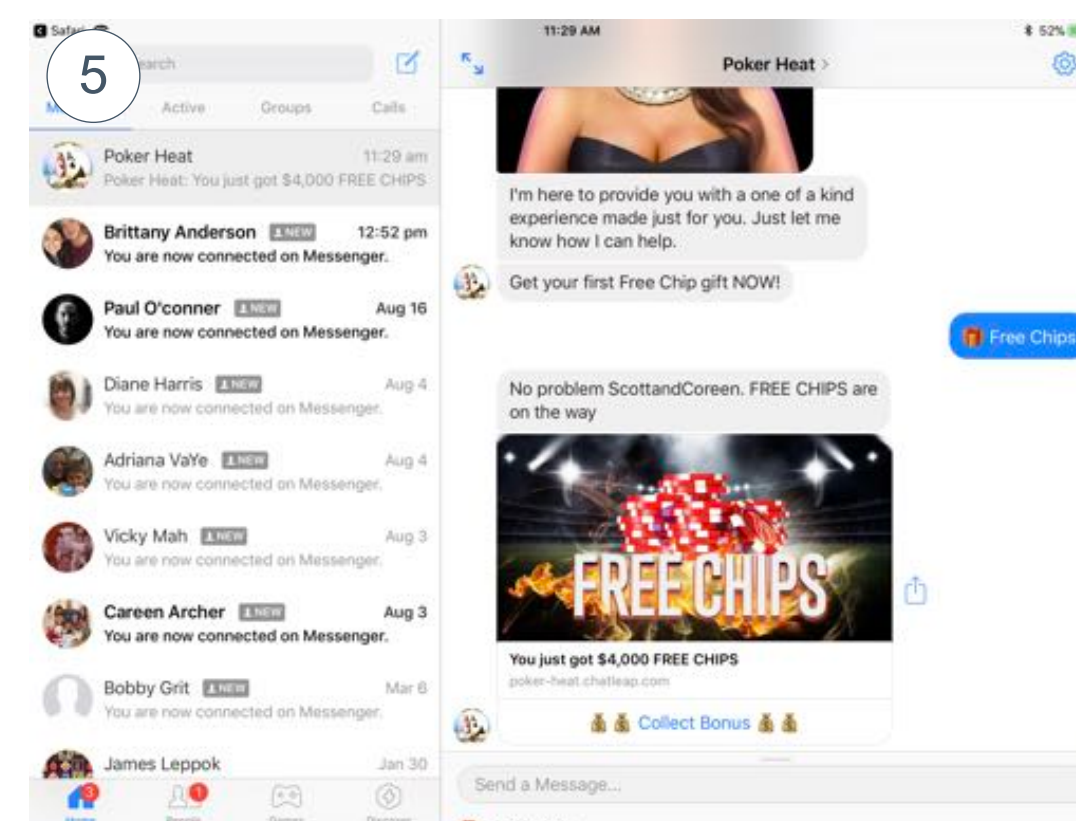 Safari
11:29 AM
52%
5
earch
Poker Heat >
Active
Groups
Calls
Poker Heat
11:29 am
Poker Heat: You just got $4,000 FREE CHIPS
Brittany Anderson NEW
12:52 pm
You are now connected on Messenger.
Paul O'conner NEW
Aug 16
You are now connected on Messenger.
Diane Harris NEW
Aug 4
You are now connected on Messenger.
Adriana VaYe NEW
Aug 4
You are now connected on Messenger.
Vicky Mah NEW
Aug 3
You are now connected on Messenger.
Careen Archer NEW
Aug 3
You are now connected on Messenger.
Bobby Grit NEW
Mar 6
You are now connected on Messenger.
James Leppok
Jan 30
3
1
Home
People
Games
Discover
I'm here to provide you with a one of a kind
experience made just for you. Just let me
know how I can help.
Get your first Free Chip gift NOW!
Free Chips
No problem ScottandCoreen. FREE CHIPS are
on the way
FREE CHIPS
You just got $4,000 FREE CHIPS
poker-heat.chatleap.com
Collect Bonus
Send a Message...